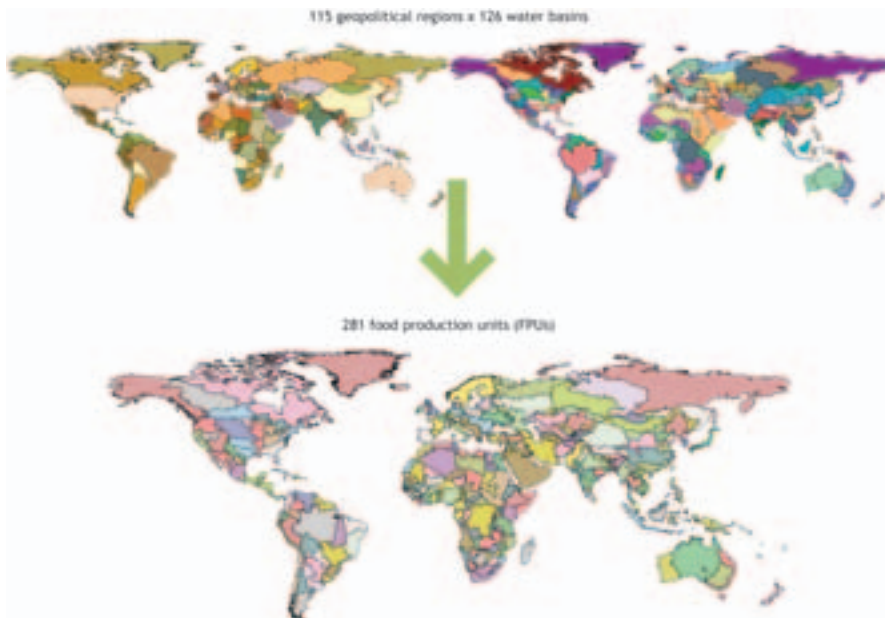 115 geopolitical regions x 126 water basins
281 food production units (FPUs)